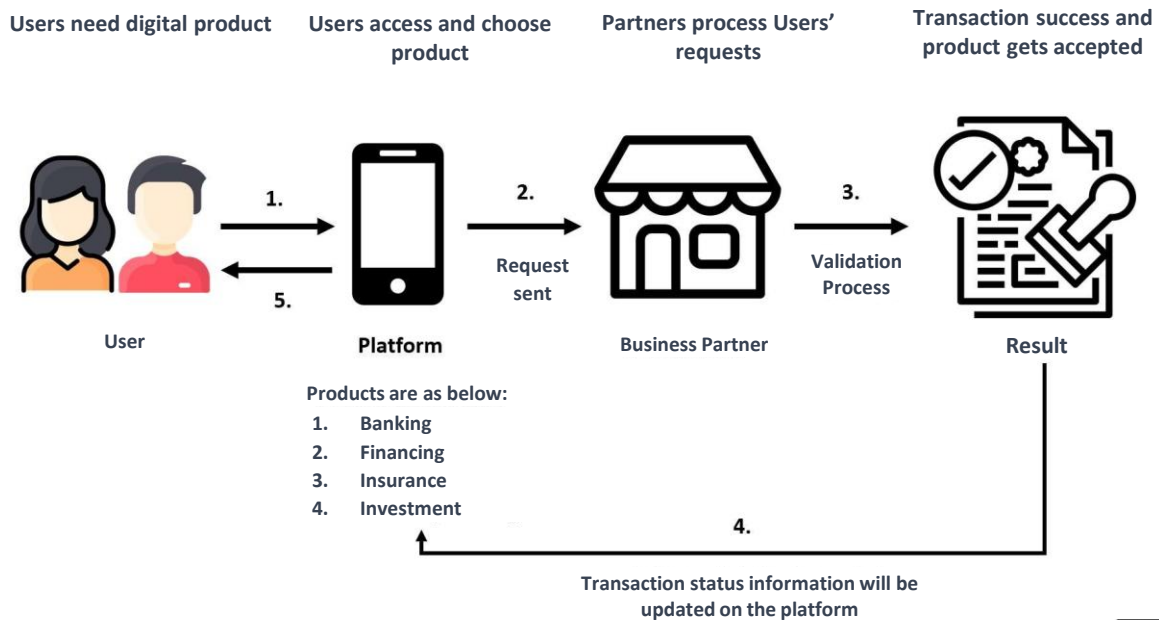 Users need digital product
Users access and choose
product
Partners process Users'
requests
Transaction success and
product gets accepted
1.
5.
2.
Request
sent
3.
Validation
Process
User
Platform
Business Partner
Result
Products are as below:
1. Banking
2. Financing
3. Insurance
4. Investment
4.
Transaction status information will be
updated on the platform